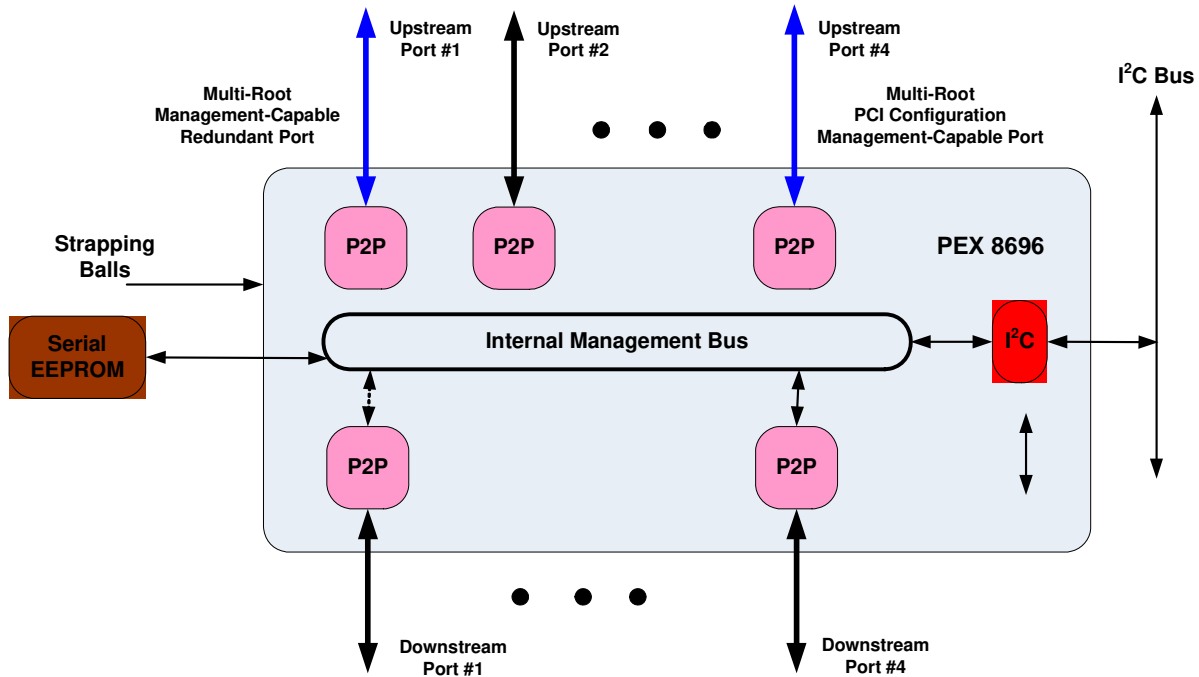 Upstream
Port #1
Upstream
Port #2
Upstream
Port #4
I²C Bus
Multi-Root
Management-Capable
Redundant Port
Multi-Root
PCI Configuration
Management-Capable Port
P2P
P2P
P2P
PEX 8696
Strapping
Balls
Serial
EEPROM
Internal Management Bus
I²C
P2P
P2P
Downstream
Port #1
Downstream
Port #4